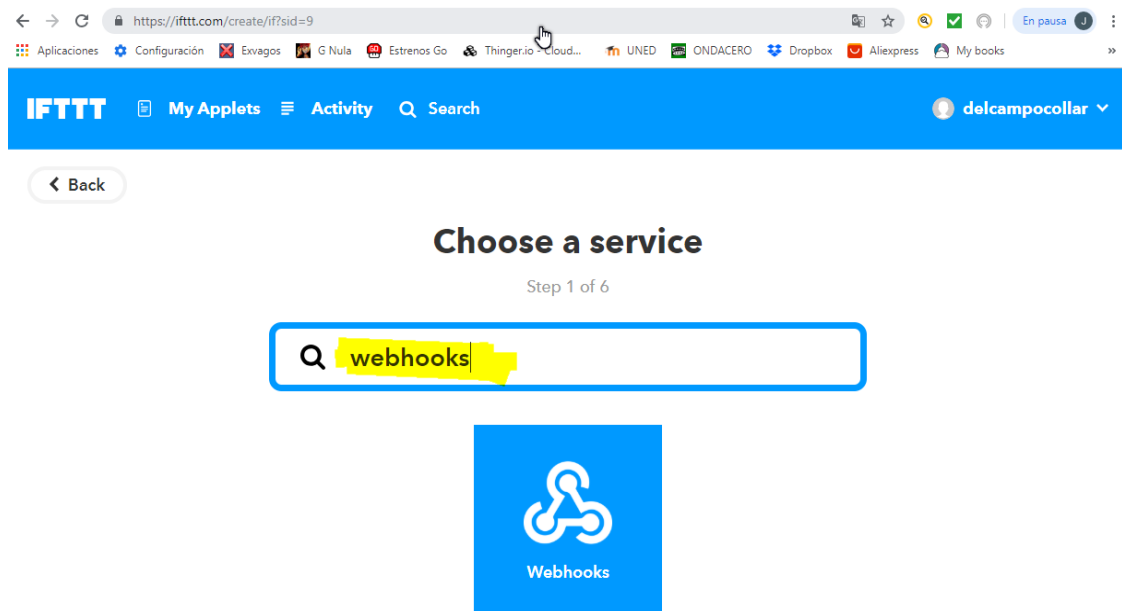 https://ifttt.com/create/if?sid=9 En pausa J
Aplicaciones Configuración Exvagos G Nula Estrenos Go Thinger.io - Cloud... UNED ONDACERO Dropbox Aliexpress My books »
IFTTT My Applets Activity Search delcampocollar
Back
Choose a service
Step 1 of 6
webhooks
Webhooks